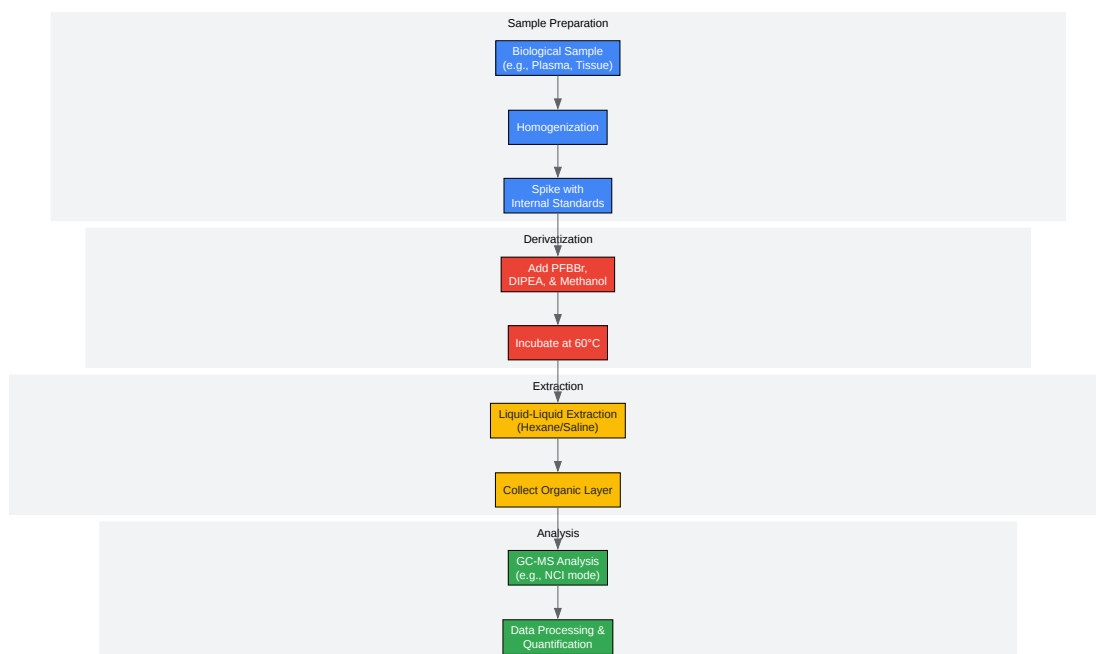 Sample Preparation
Biological Sample
(e.g., Plasma, Tissue)
Homogenization
Spike with
Internal Standards
Derivatization
Add PFBBr,
DIPEA, & Methanol
Incubate at 60°C
Extraction
Liquid-Liquid Extraction
(Hexane/Saline)
Collect Organic Layer
Analysis
GC-MS Analysis
(e.g., NCI mode)
Data Processing &
Quantification